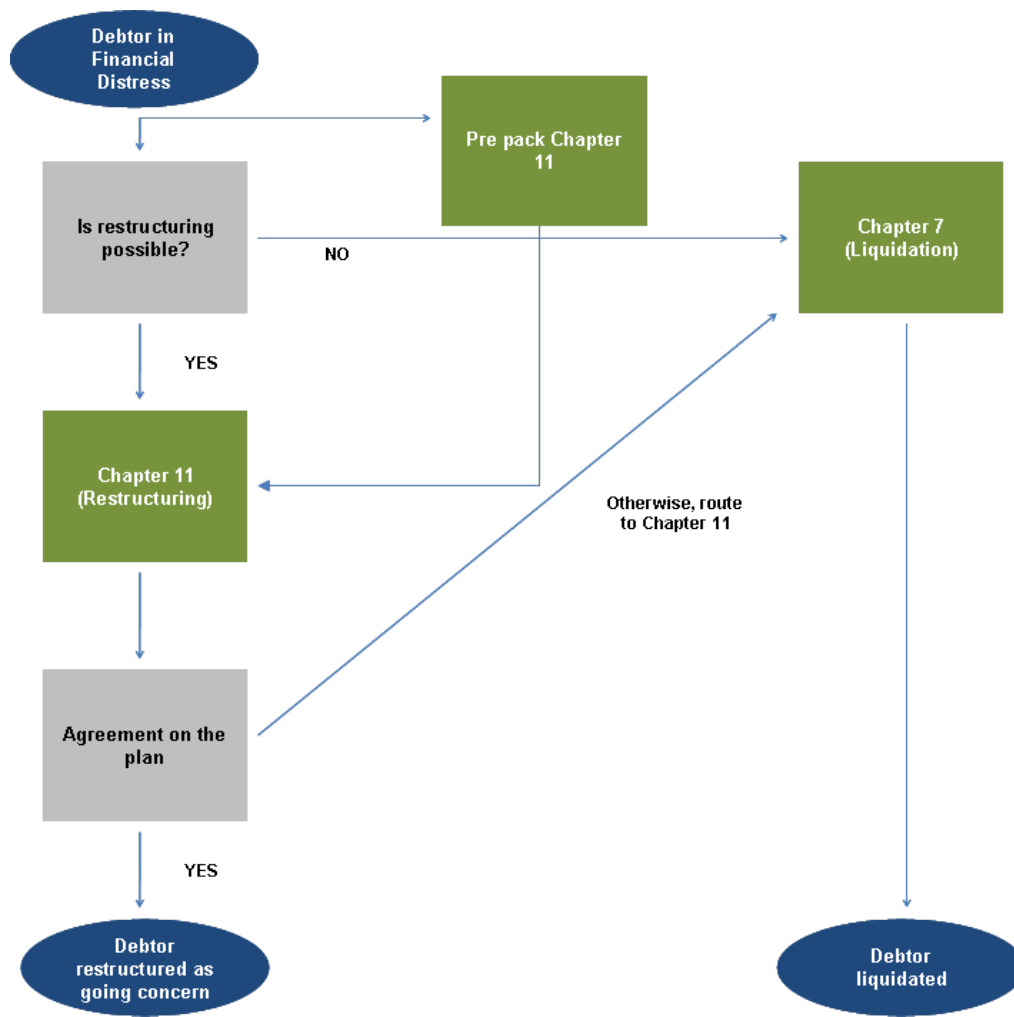 Debtor in
Financial
Distress
Pre pack Chapter
11
Is restructuring
possible?
NO
Chapter 7
(Liquidation)
YES
Chapter 11
(Restructuring)
Otherwise, route
to Chapter 11
Agreement on the
plan
YES
Debtor
restructured as
going concern
Debtor
liquidated